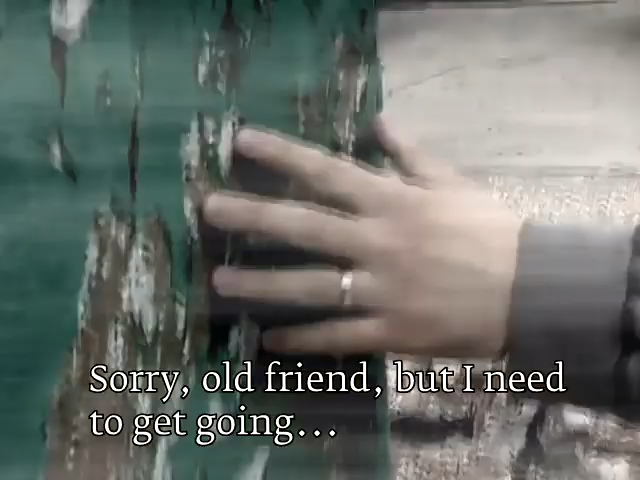 Sorry, old friend, but I need
to get going...